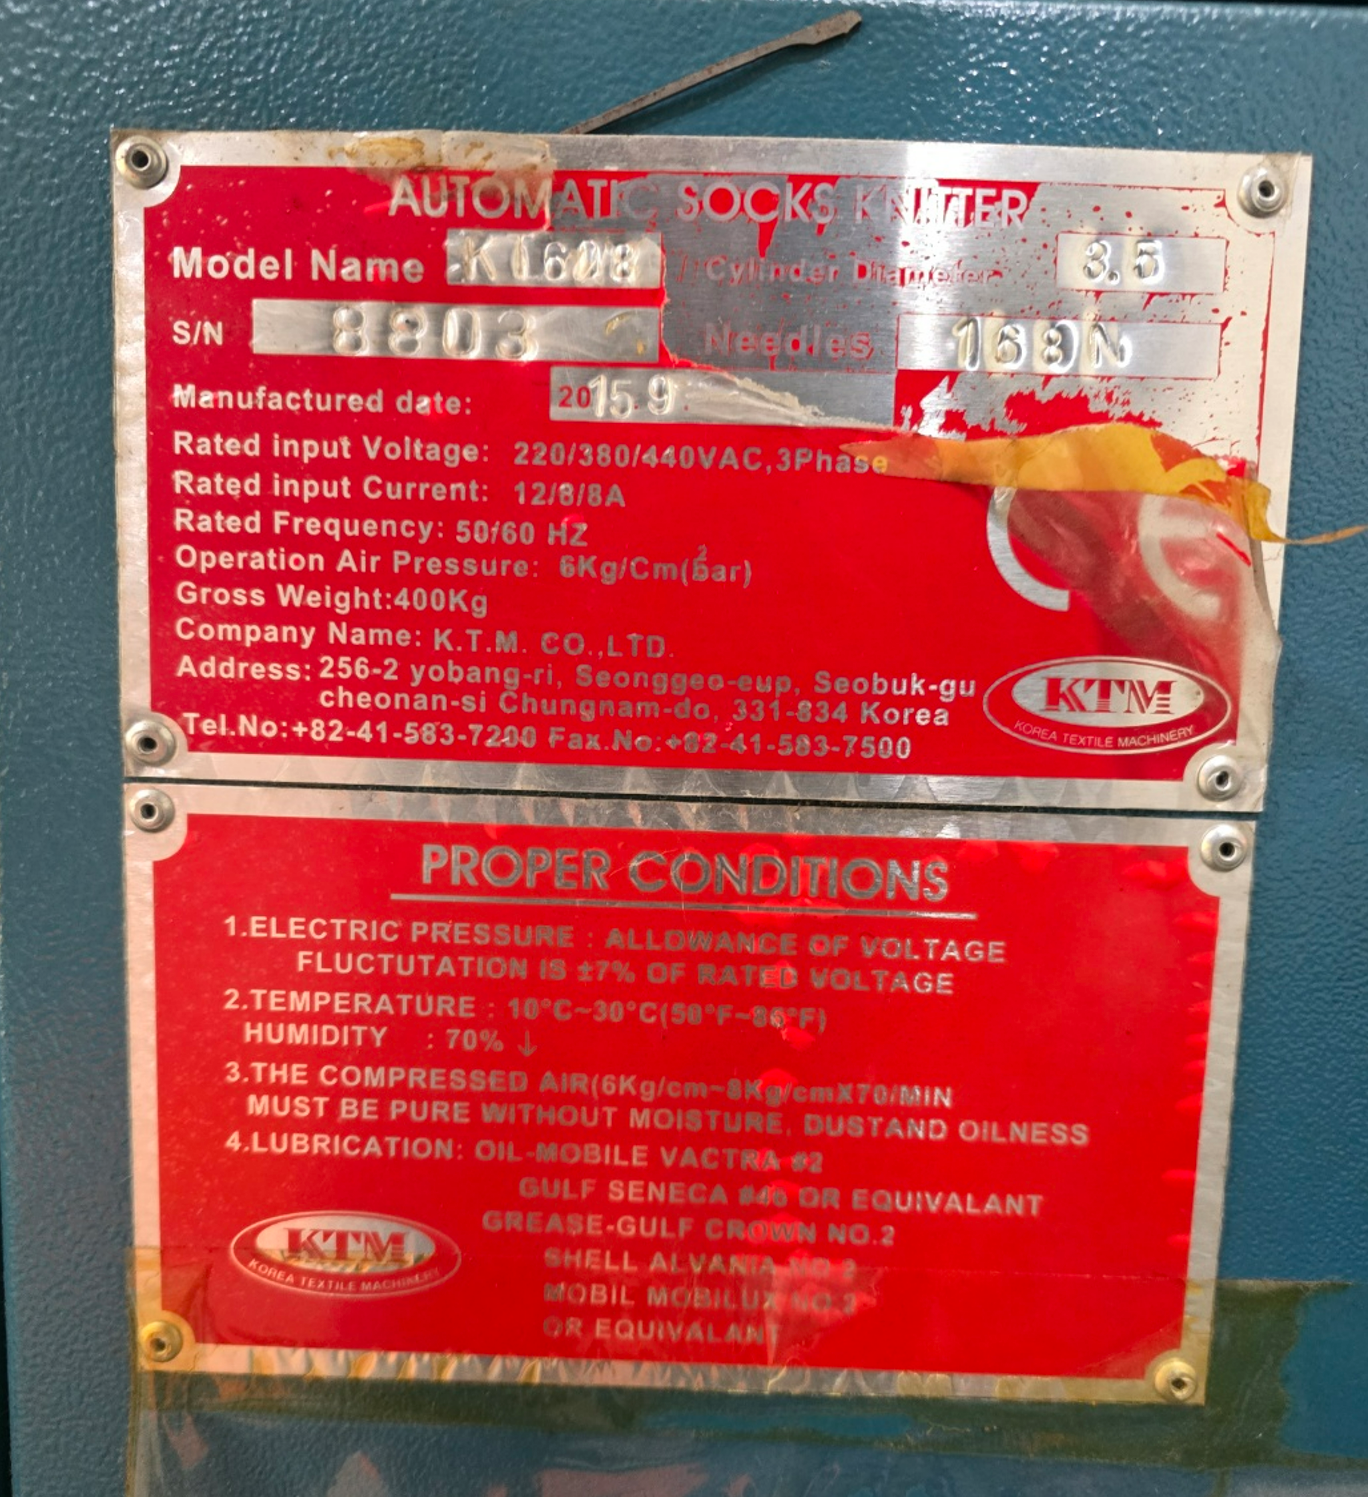 AUTOMATIC SOCKS KNITTER
Model Name Cylinder Diameter 3.5
S/N 8803 Needles 168N
Manufactured date: 2015.9.
Rated input Voltage: 220/380/440VAC,3Phase
Rated input Current: 12/8/8A
Rated Frequency: 50/60 HZ
Operation Air Pressure: 6Kg/Cm²(bar)
Gross Weight:400Kg
Company Name: K.T.M. CO.,LTD.
Address: 256-2 yobang-ri, Seonggeo-eup, Seobuk-gu
cheonan-si Chungnam-do, 331-834 Korea
Tel.No:+82-41-583-7200 Fax.No:+82-41-583-7500
KTM
KOREA TEXTILE MACHINERY
PROPER CONDITIONS
1.ELECTRIC PRESSURE : ALLOWANCE OF VOLTAGE
FLUCTUTATION IS ±7% OF RATED VOLTAGE
2.TEMPERATURE : 10°C~30°C(50°F~86°F)
HUMIDITY : 70% ↓
3.THE COMPRESSED AIR(6Kg/cm~8Kg/cmX70/MIN
MUST BE PURE WITHOUT MOISTURE, DUSTAND OILNESS
4.LUBRICATION: OIL-MOBILE VACTRA #2
GULF SENECA #46 OR EQUIVALANT
GREASE-GULF CROWN NO.2
SHELL ALVANIA NO.2
MOBIL MOBILUX NO.2
OR EQUIVALANT
KTM
KOREA TEXTILE MACHINERY